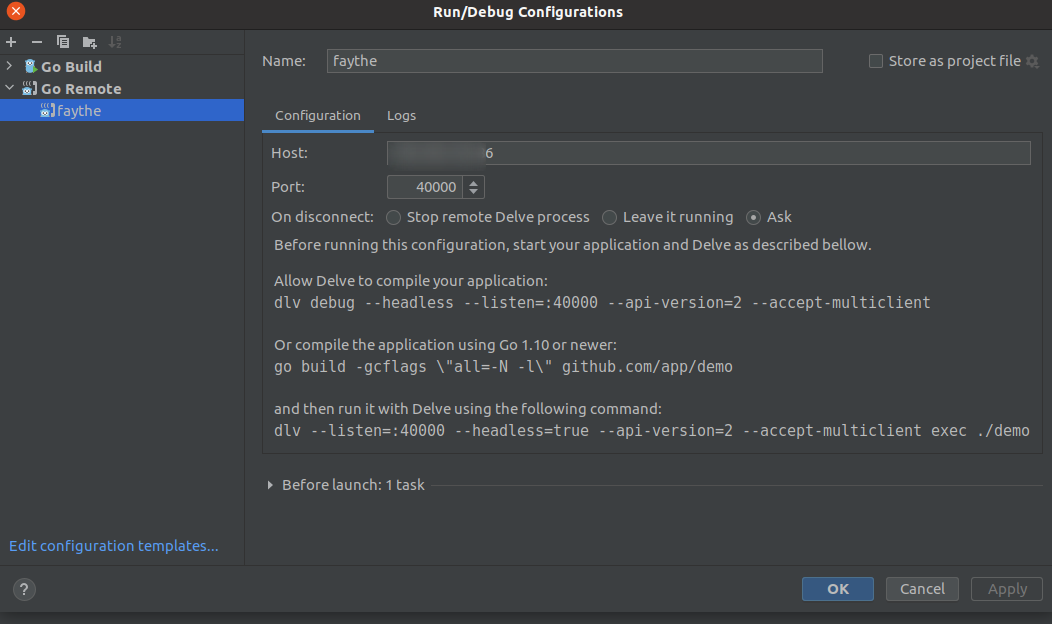 Run/Debug Configurations
Go Build
Go Remote
faythe
Edit configuration templates...
Name: faythe
Store as project file
Configuration Logs
Host: 6
Port: 40000
On disconnect: Stop remote Delve process Leave it running Ask
Before running this configuration, start your application and Delve as described bellow.
Allow Delve to compile your application:
dlv debug --headless --listen=:40000 --api-version=2 --accept-multiclient
Or compile the application using Go 1.10 or newer:
go build -gcflags \"all=-N -l\" github.com/app/demo
and then run it with Delve using the following command:
dlv --listen=:40000 --headless=true --api-version=2 --accept-multiclient exec ./demo
Before launch: 1 task
?
OK Cancel Apply